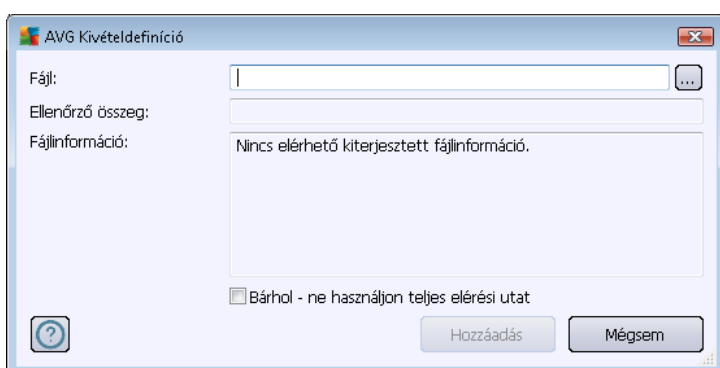 AVG Kivételdefiníció
Fájl:
...
Ellenőrző összeg:
Fájlinformáció:
Nincs elérhető kiterjesztett fájlinformáció.
Bárhol - ne használjon teljes elérési utat
?
Hozzáadás
Mégsem